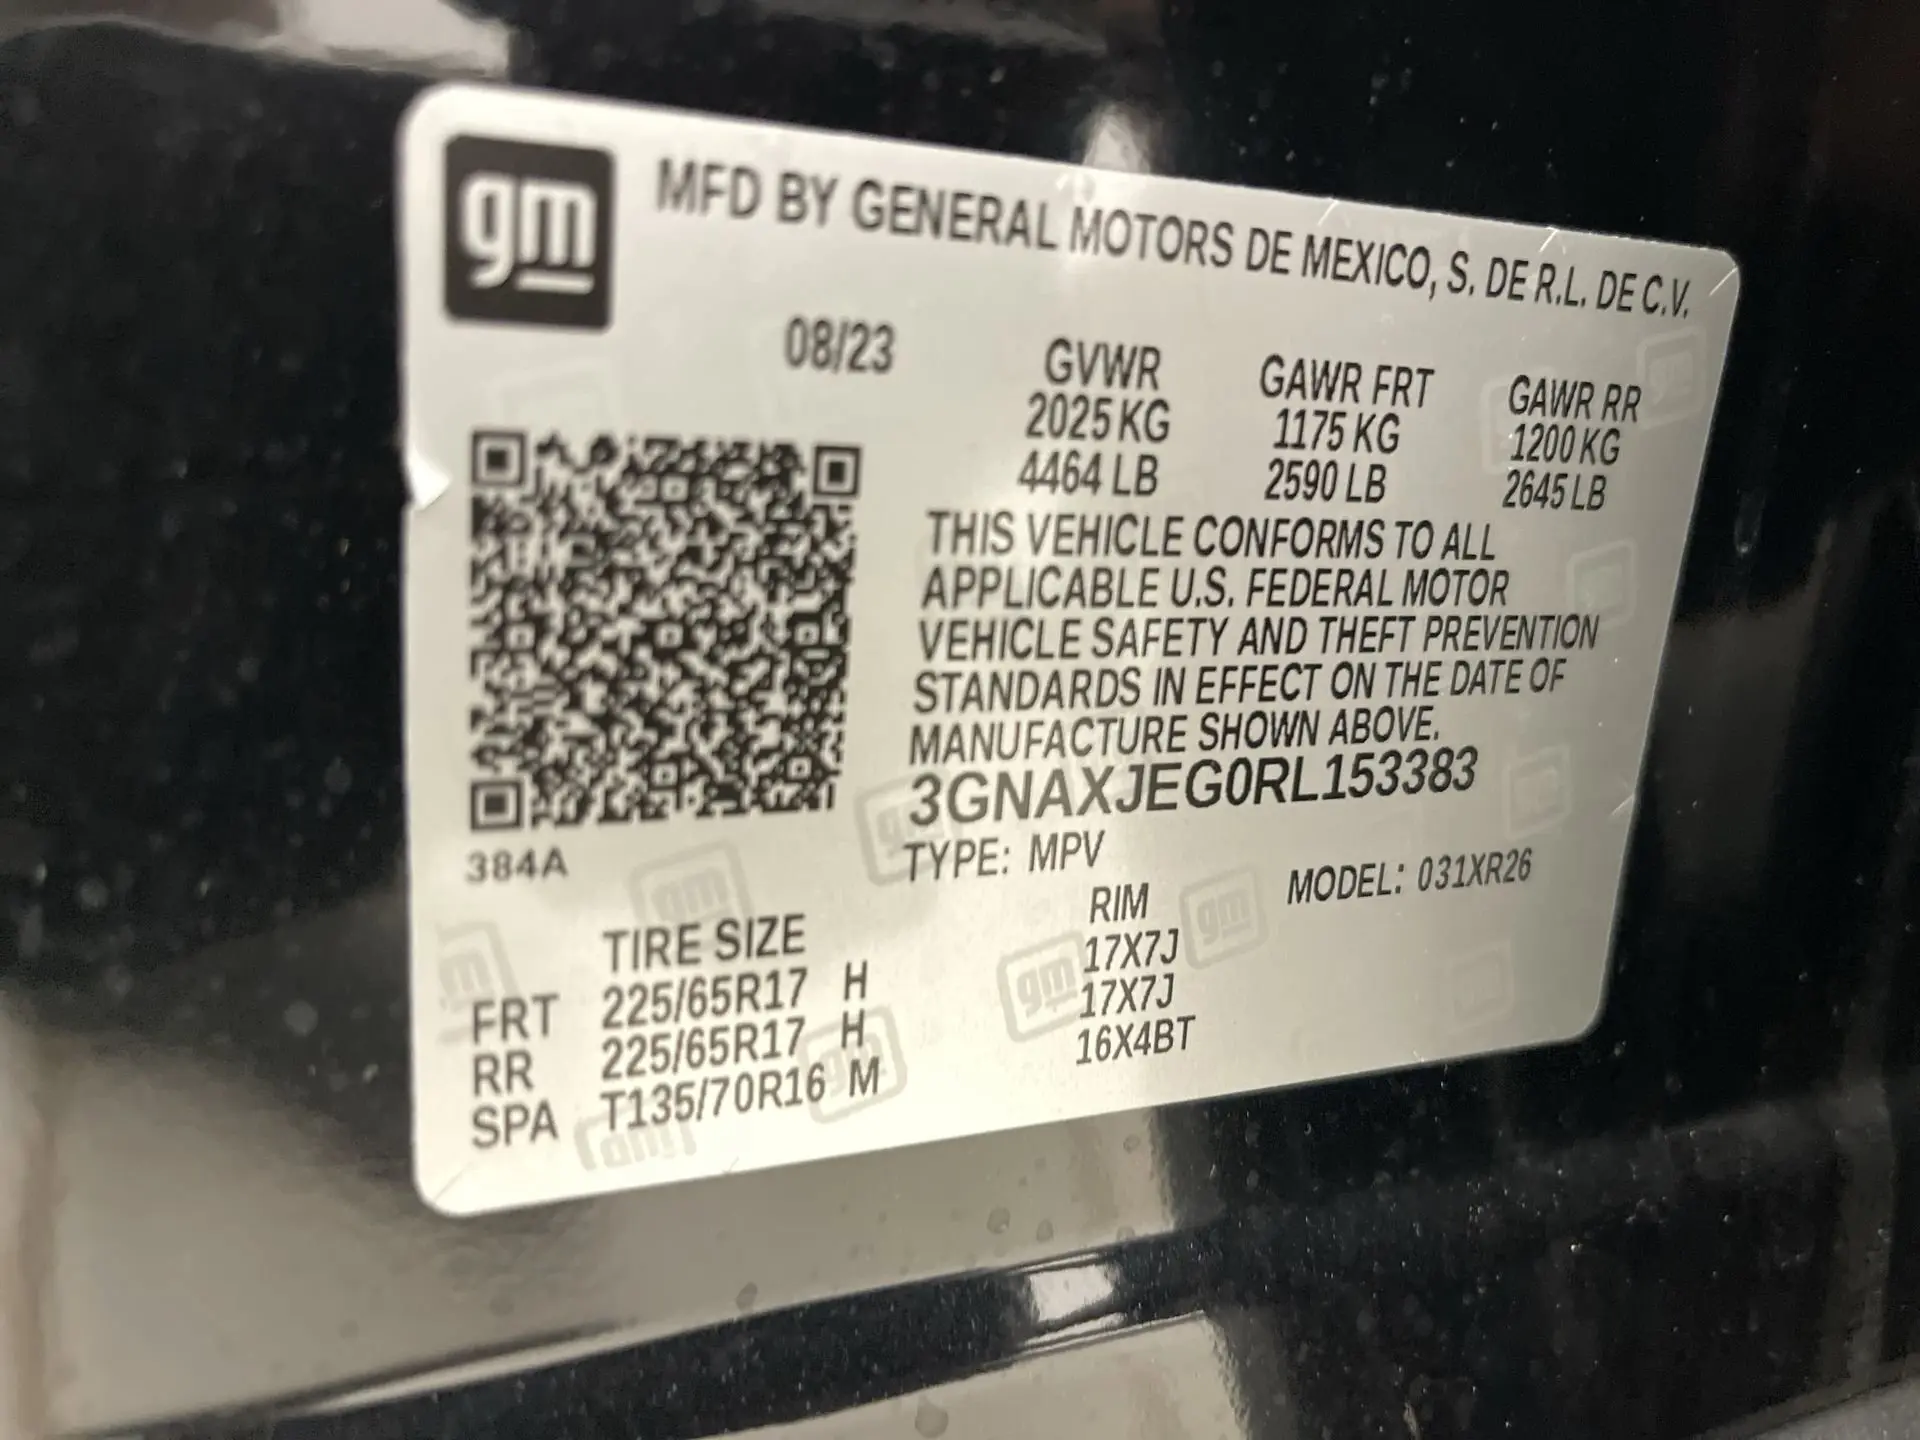 gm
MFD BY GENERAL MOTORS DE MEXICO, S. DE R.L. DE C.V.
08/23
GVWR GAWR FRT GAWR RR
2025 KG 1175 KG 1200 KG
4464 LB 2590 LB 2645 LB
THIS VEHICLE CONFORMS TO ALL
APPLICABLE U.S. FEDERAL MOTOR
VEHICLE SAFETY AND THEFT PREVENTION
STANDARDS IN EFFECT ON THE DATE OF
MANUFACTURE SHOWN ABOVE.
3GNAXJEG0RL153383
384A
TYPE: MPV MODEL: 031XR26
TIRE SIZE RIM
FRT 225/65R17 H 17X7J
RR 225/65R17 H 17X7J
SPA T135/70R16 M 16X4BT